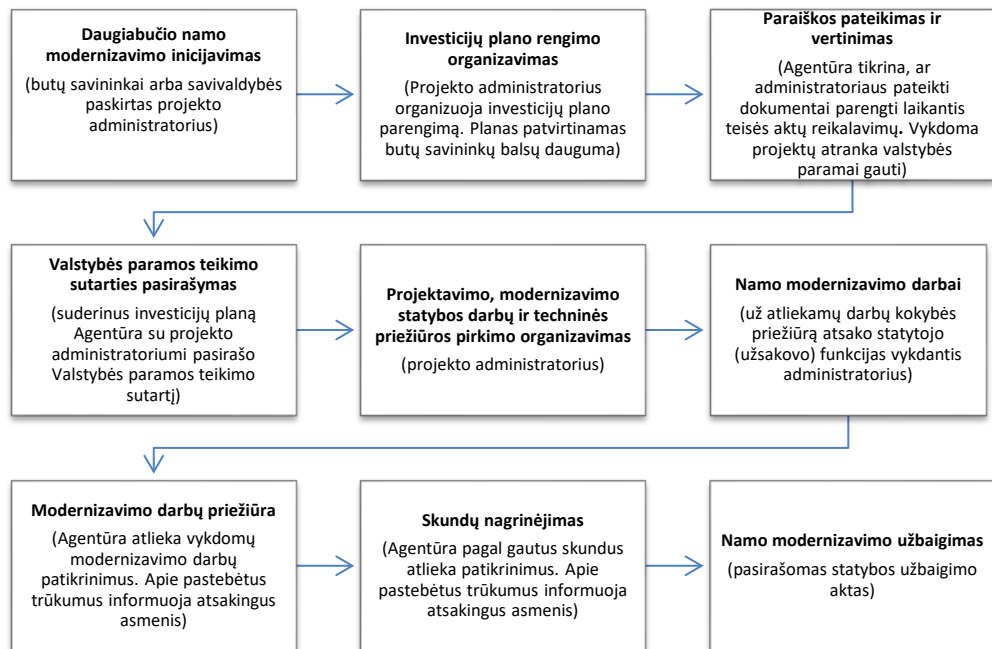 Daugiabučio namo
modernizavimo inicijavimas
(butų savininkai arba savivaldybės
paskirtas projekto
administratorius)
Investicijų plano rengimo
organizavimas
(Projekto administratorius
organizuoja investicijų plano
parengimą. Planas patvirtinamas
butų savininkų balsų dauguma)
Paraiškos pateikimas ir
vertinimas
(Agentūra tikrina, ar
administratoriaus pateikti
dokumentai parengti laikantis
teisės aktų reikalavimų. Vykdoma
projektų atranka valstybės
paramai gauti)
Valstybės paramos teikimo
sutarties pasirašymas
(suderinus investicijų planą
Agentūra su projekto
administratoriumi pasirašo
Valstybės paramos teikimo
sutartį)
Projektavimo, modernizavimo
statybos darbų ir techninės
priežiūros pirkimo organizavimas
(projekto administratorius)
Namo modernizavimo darbai
(už atliekamų darbų kokybės
priežiūrą atsako statytojo
(užsakovo) funkcijas vykdantis
administratorius)
Modernizavimo darbų priežiūra
(Agentūra atlieka vykdomų
modernizavimo darbų
patikrinimus. Apie pastebėtus
trūkumus informuoja atsakingus
asmenis)
Skundų nagrinėjimas
(Agentūra pagal gautus skundus
atlieka patikrinimus. Apie
pastebėtus trūkumus informuoja
atsakingus asmenis)
Namo modernizavimo užbaigimas
(pasirašomas statybos užbaigimo
aktas)